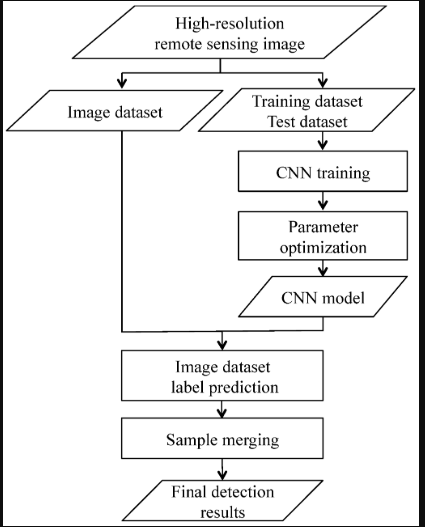 High-resolution
remote sensing image
Image dataset
Training dataset
Test dataset
CNN training
Parameter
optimization
CNN model
Image dataset
label prediction
Sample merging
Final detection
results